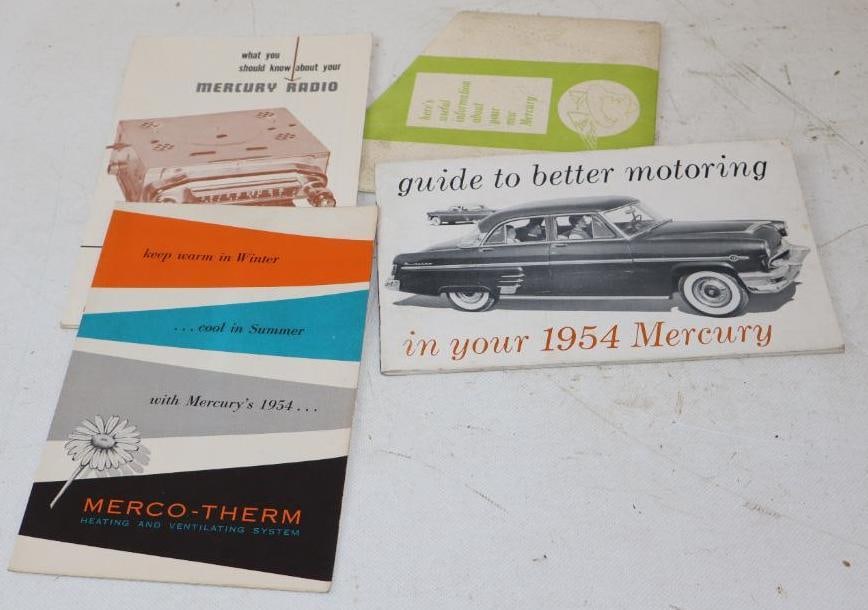 what you
should know about your
MERCURY RADIO
here's
useful
information
about
your
new
Mercury
guide to better motoring
in your 1954 Mercury
keep warm in Winter
...cool in Summer
with Mercury's 1954...
MERCO-THERM
HEATING AND VENTILATING SYSTEM